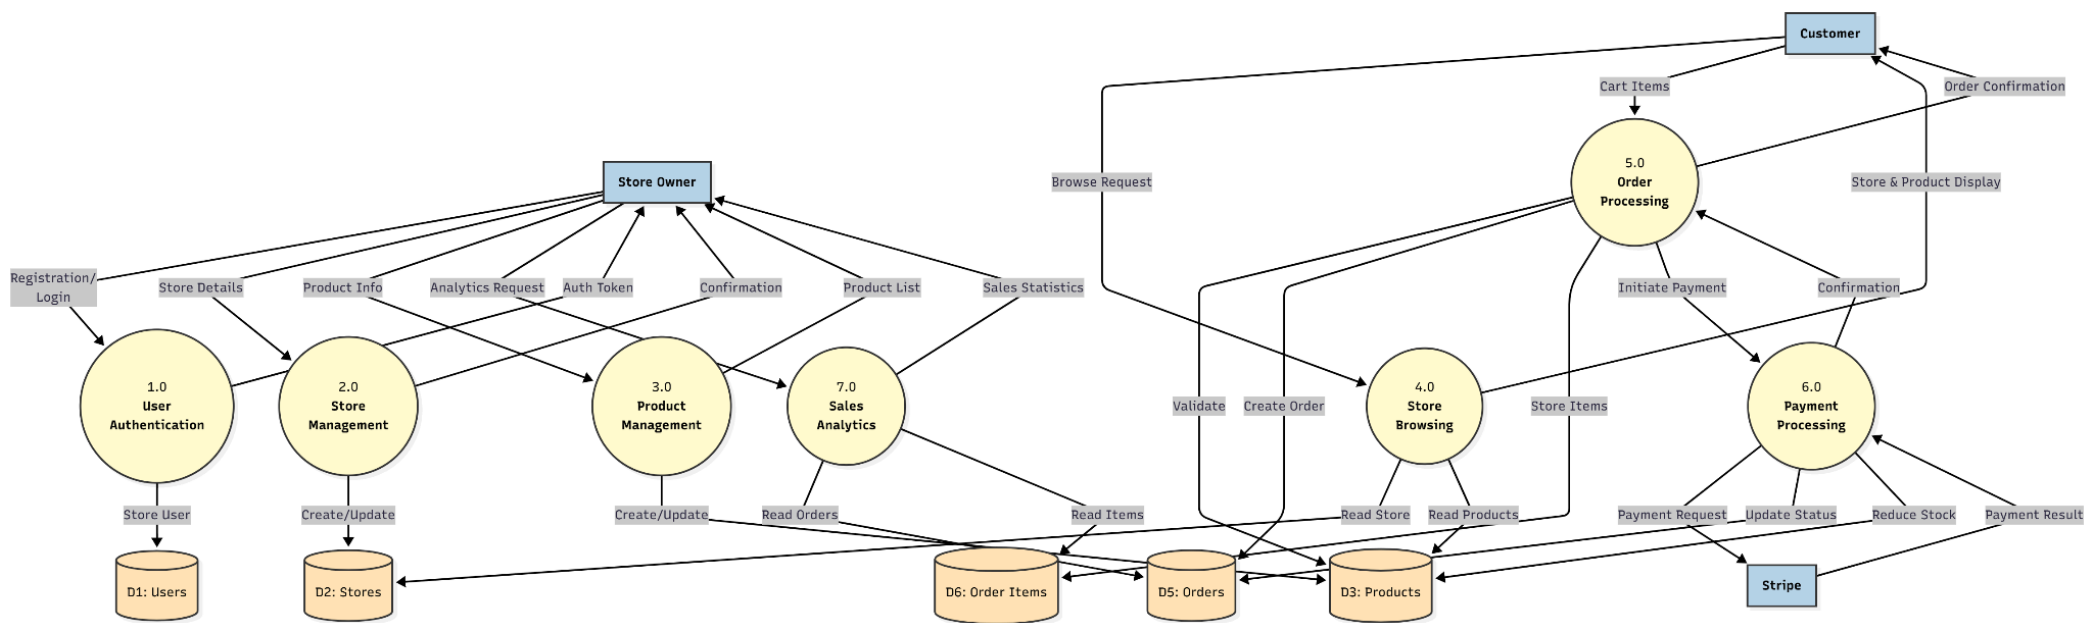 Customer
Cart Items
Order Confirmation
Store Owner
Browse Request
5.0
Order
Processing
Store & Product Display
Registration/
Login
Store Details
Product Info
Analytics Request
Auth Token
Confirmation
Product List
Sales Statistics
Initiate Payment
Confirmation
1.0
User
Authentication
2.0
Store
Management
3.0
Product
Management
7.0
Sales
Analytics
Validate
Create Order
4.0
Store
Browsing
Store Items
6.0
Payment
Processing
Store User
Create/Update
Create/Update
Read Orders
Read Items
Read Store
Read Products
Payment Request
Update Status
Reduce Stock
Payment Result
D1: Users
D2: Stores
D6: Order Items
D5: Orders
D3: Products
Stripe